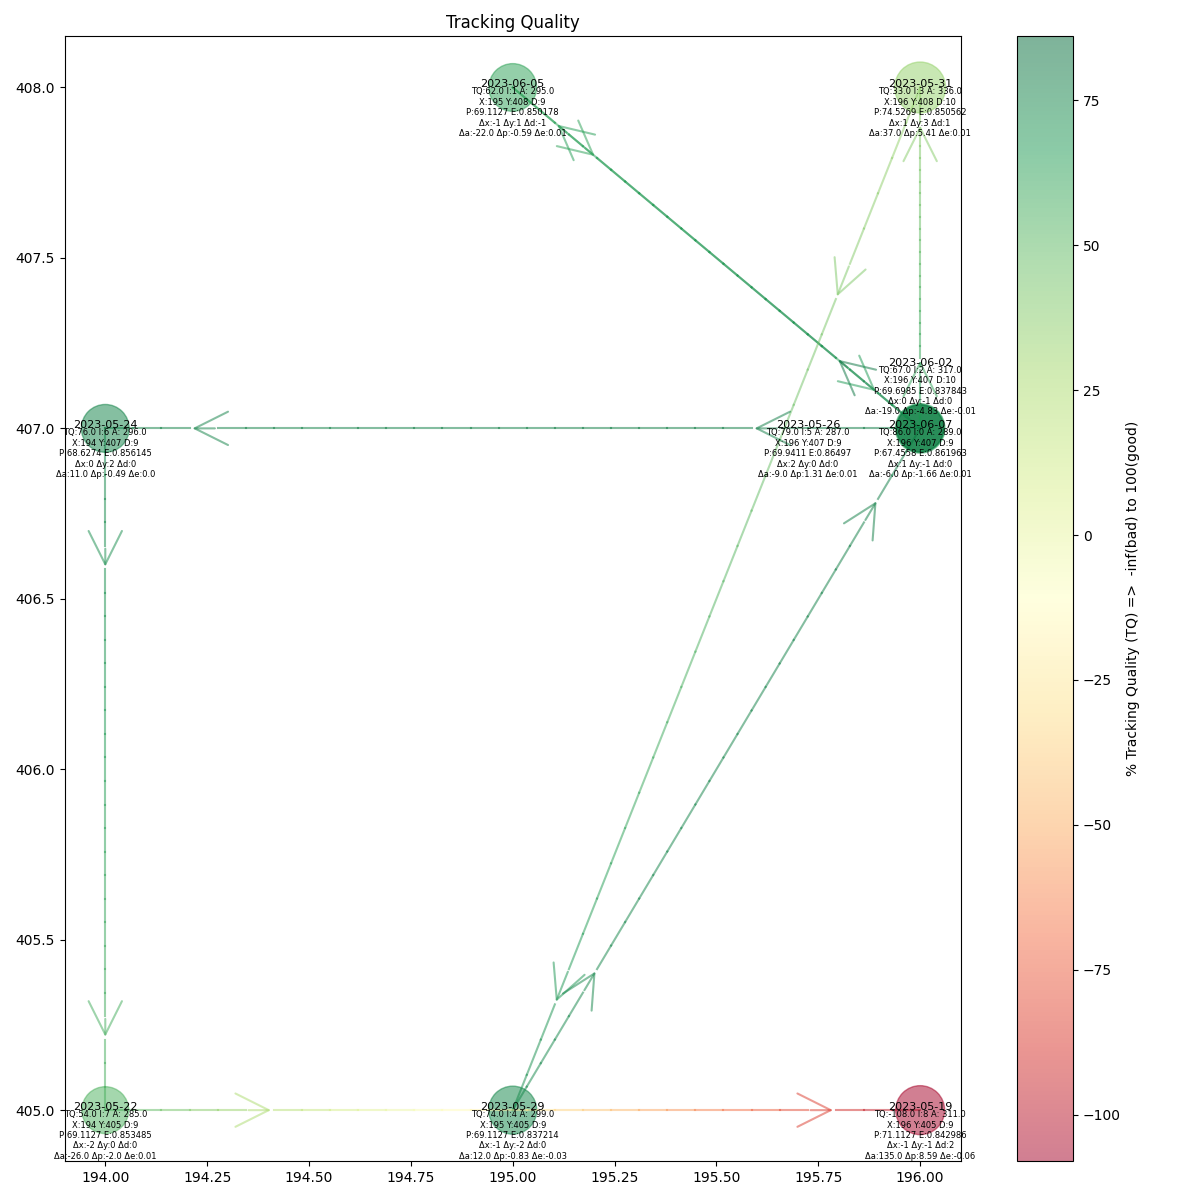 Tracking Quality
2023-06-05
TQ:62.0 I:1 A: 295.0
X:195 Y:408 D:9
P:69.1127 E:0.850178
Δx:-1 Δy:1 Δd:-1
Δa:-22.0 Δp:-0.59 Δe:0.01
2023-05-31
TQ:33.0 I:3 A: 336.0
X:196 Y:408 D:10
P:74.5269 E:0.850562
Δx:1 Δy:3 Δd:1
Δa:37.0 Δp:5.41 Δe:0.01
2023-06-02
TQ:67.0 I:2 A: 317.0
X:196 Y:407 D:10
P:69.6985 E:0.837843
Δx:0 Δy:-1 Δd:0
Δa:-19.0 Δp:-4.83 Δe:-0.01
2023-05-24
TQ:76.0 I:6 A: 296.0
X:194 Y:407 D:9
P:68.6274 E:0.856145
Δx:0 Δy:2 Δd:0
Δa:11.0 Δp:-0.49 Δe:0.0
2023-05-26
TQ:79.0 I:5 A: 287.0
X:196 Y:407 D:9
P:69.9411 E:0.86497
Δx:2 Δy:0 Δd:0
Δa:-9.0 Δp:1.31 Δe:0.01
2023-06-07
TQ:86.0 I:0 A: 289.0
X:196 Y:407 D:9
P:67.4558 E:0.861963
Δx:1 Δy:-1 Δd:0
Δa:-6.0 Δp:-1.66 Δe:0.01
2023-05-22
TQ:54.0 I:7 A: 285.0
X:194 Y:405 D:9
P:69.1127 E:0.853485
Δx:-2 Δy:0 Δd:0
Δa:-26.0 Δp:-2.0 Δe:0.01
2023-05-29
TQ:74.0 I:4 A: 299.0
X:195 Y:405 D:9
P:69.1127 E:0.837214
Δx:-1 Δy:-2 Δd:0
Δa:12.0 Δp:-0.83 Δe:-0.03
2023-05-19
TQ:-108.0 I:8 A: 311.0
X:196 Y:405 D:9
P:71.1127 E:0.842986
Δx:-1 Δy:-1 Δd:2
Δa:135.0 Δp:8.59 Δe:-0.06
408.0
407.5
407.0
406.5
406.0
405.5
405.0
194.00
194.25
194.50
194.75
195.00
195.25
195.50
195.75
196.00
75
50
25
0
−25
−50
−75
−100
% Tracking Quality (TQ) => -inf(bad) to 100(good)